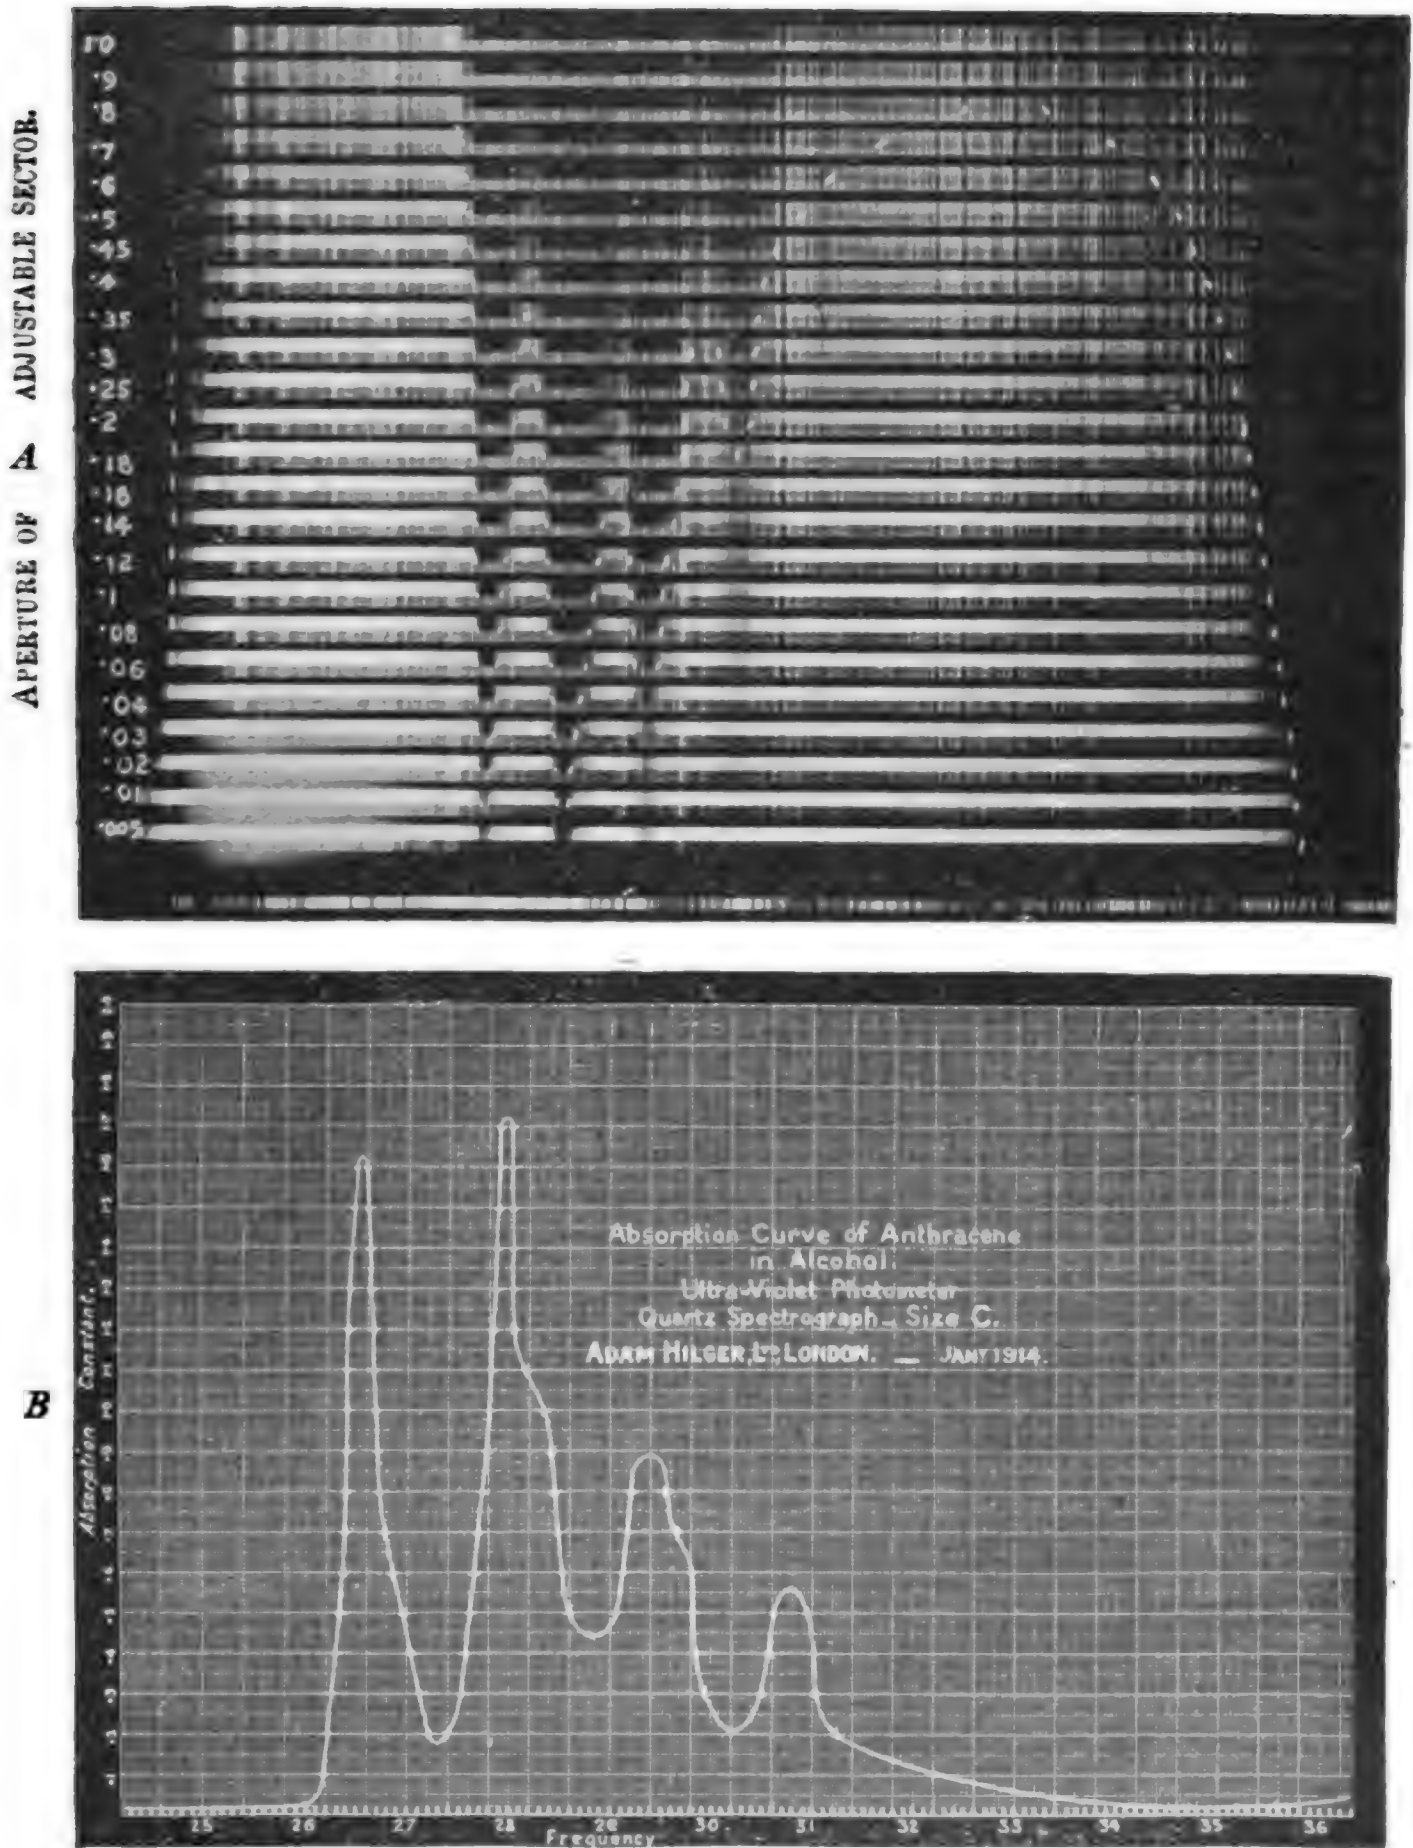 APERTURE OF A ADJUSTABLE SECTOR.
1·0
·9
·8
·7
·6
·5
·45
·4
·35
·3
·25
·2
·18
·16
·14
·12
·1
·08
·06
·04
·03
·02
·01
·005
B
Absorption Constant.
Absorption Curve of Anthracene
in Alcohol.
Ultra-Violet Photometer
Quartz Spectrograph – Size C.
ADAM HILGER, LTD., LONDON. — JANY 1914.
25 26 27 28 29 30 31 32 33 34 35 36
Frequency